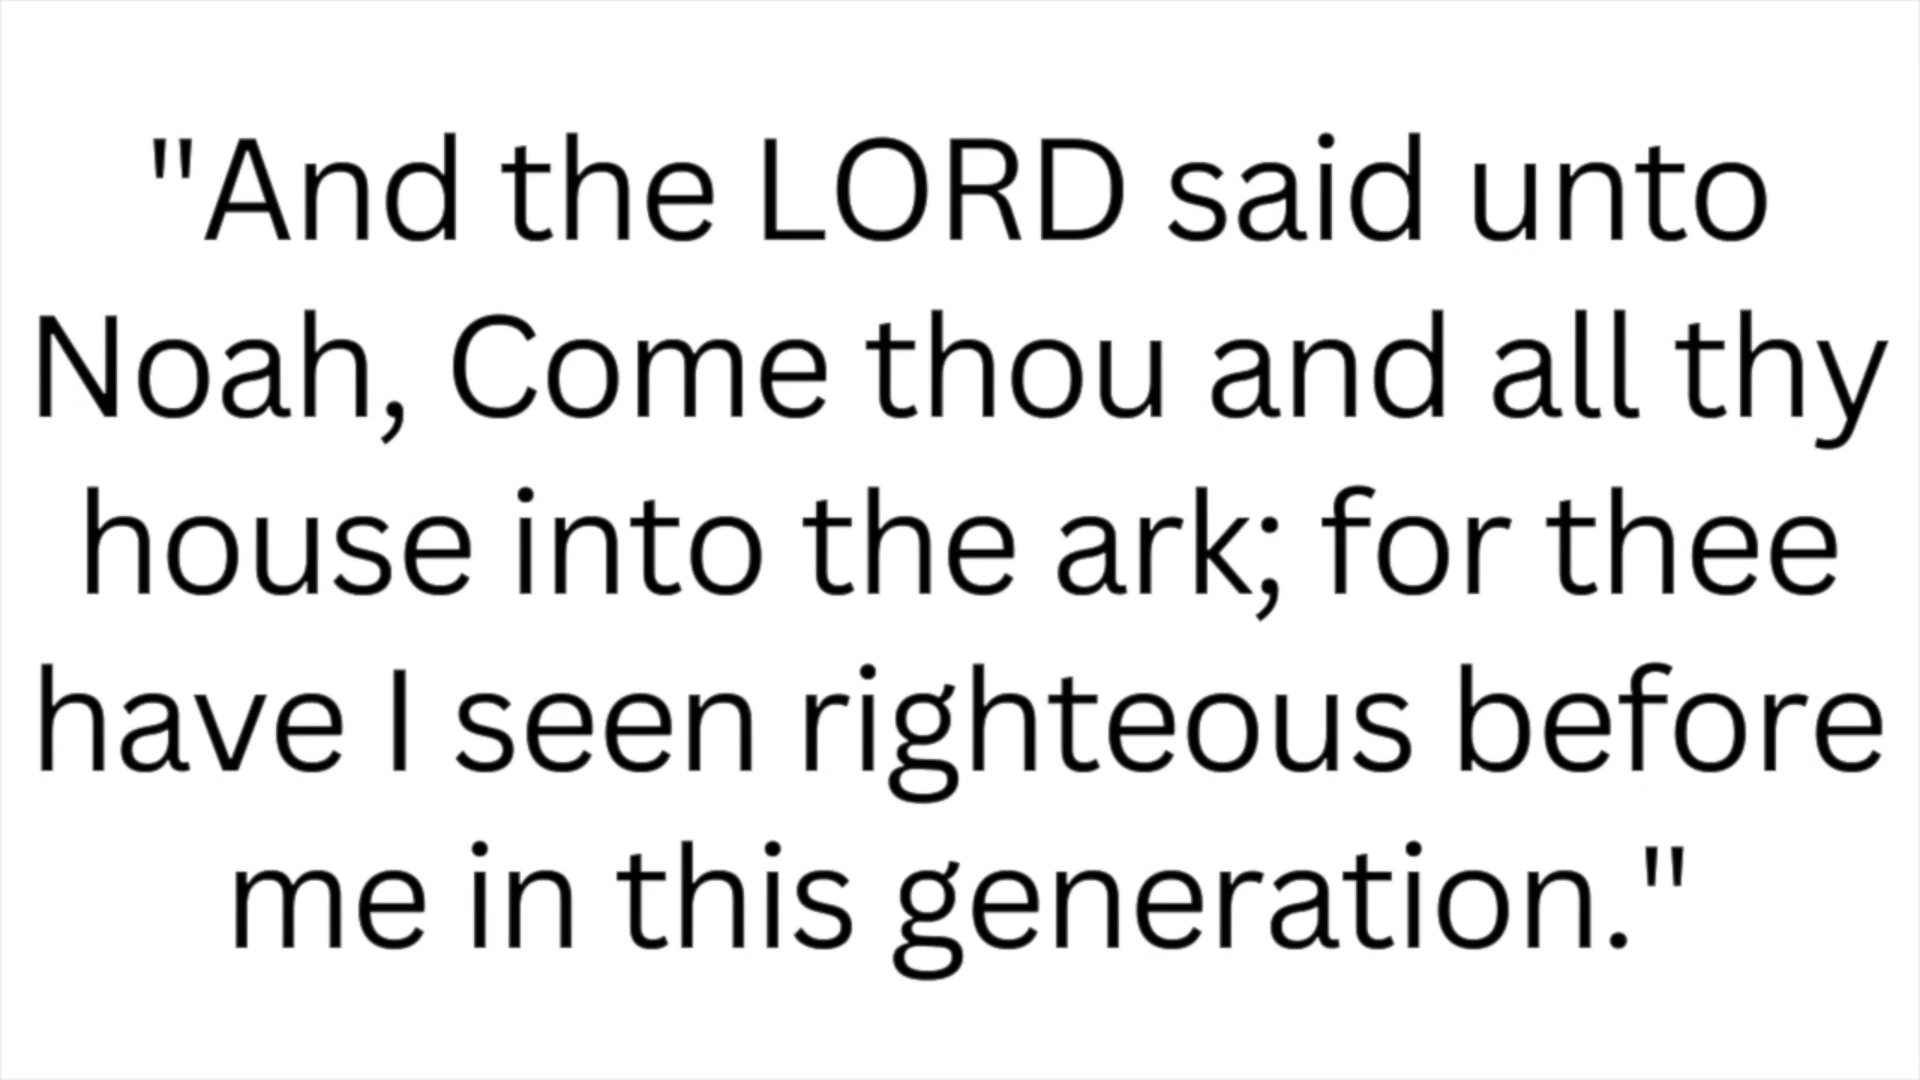 "And the LORD said unto
Noah, Come thou and all thy
house into the ark; for thee
have I seen righteous before
me in this generation."